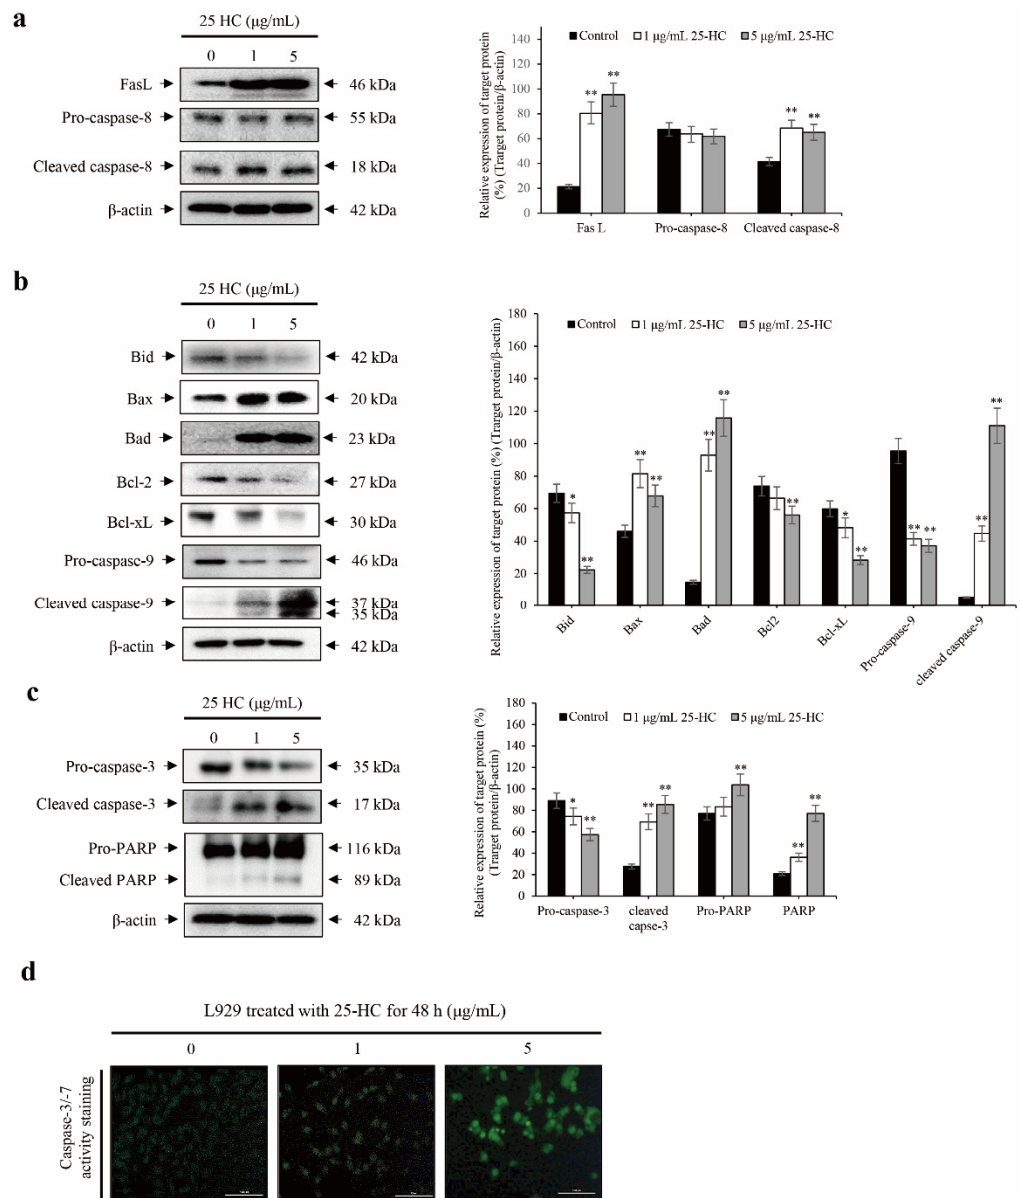 a
25 HC (μg/mL)
0 1 5
FasL 46 kDa
Pro-caspase-8 55 kDa
Cleaved caspase-8 18 kDa
β-actin 42 kDa
Relative expression of target protein
(%) (Trarget protein/β-actin)
Control 1 μg/mL 25-HC 5 μg/mL 25-HC
140
120
100
80
60
40
20
0
** ** ** **
Fas L Pro-caspase-8 Cleaved caspase-8
b
25 HC (μg/mL)
0 1 5
Bid 42 kDa
Bax 20 kDa
Bad 23 kDa
Bcl-2 27 kDa
Bcl-xL 30 kDa
Pro-caspase-9 46 kDa
Cleaved caspase-9 37 kDa
35 kDa
β-actin 42 kDa
Relative expression of target protein (%) (Trarget protein/β-actin)
Control 1 μg/mL 25-HC 5 μg/mL 25-HC
180
160
140
120
100
80
60
40
20
0
* ** ** ** ** ** ** * ** ** ** ** **
Bid Bax Bad Bcl2 Bcl-xL Pro-caspase-9 cleaved caspase-9
c
25 HC (μg/mL)
0 1 5
Pro-caspase-3 35 kDa
Cleaved caspase-3 17 kDa
Pro-PARP 116 kDa
Cleaved PARP 89 kDa
β-actin 42 kDa
Relative expression of target protein (%)
(Trarget protein/β-actin)
Control 1 μg/mL 25-HC 5 μg/mL 25-HC
180
160
140
120
100
80
60
40
20
0
* ** ** ** ** ** **
Pro-caspase-3 cleaved capse-3 Pro-PARP PARP
d
L929 treated with 25-HC for 48 h (μg/mL)
0 1 5
Caspase-3/-7
activity staining